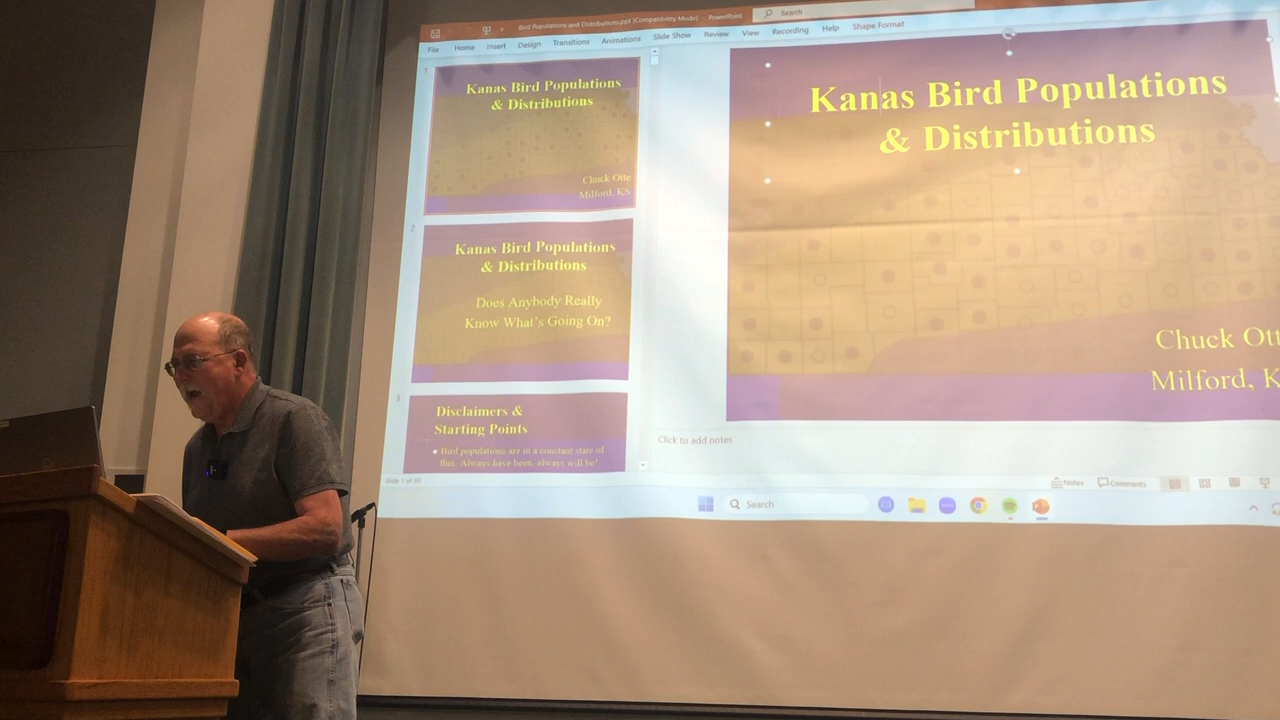 Bird Populations and Distributions.ppt [Compatibility Mode] - PowerPoint
Search
File Home Insert Design Transitions Animations Slide Show Review View Recording Help Shape Format
1
Kanas Bird Populations
& Distributions
Chuck Otte
Milford, KS
2
Kanas Bird Populations
& Distributions
Does Anybody Really
Know What's Going On?
3
Disclaimers &
Starting Points
Bird populations are in a constant state of
flux. Always have been, always will be!
Kanas Bird Populations
& Distributions
Chuck Ott
Milford, K
Click to add notes
Notes Comments
Search